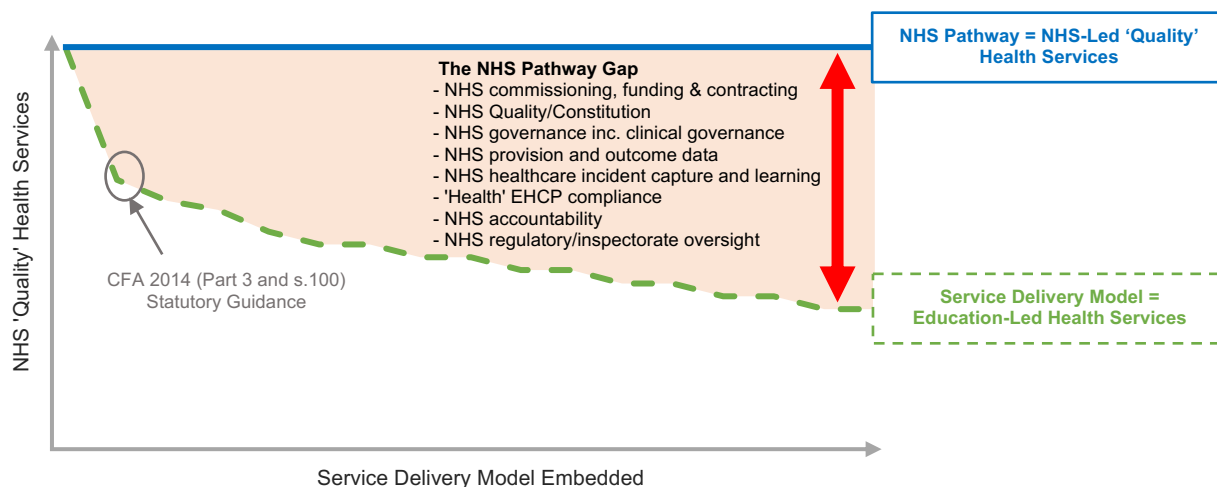 NHS Pathway = NHS-Led ‘Quality’
Health Services
The NHS Pathway Gap
- NHS commissioning, funding & contracting
- NHS Quality/Constitution
- NHS governance inc. clinical governance
- NHS provision and outcome data
- NHS healthcare incident capture and learning
- 'Health' EHCP compliance
- NHS accountability
- NHS regulatory/inspectorate oversight
NHS 'Quality' Health Services
CFA 2014 (Part 3 and s.100)
Statutory Guidance
Service Delivery Model =
Education-Led Health Services
Service Delivery Model Embedded